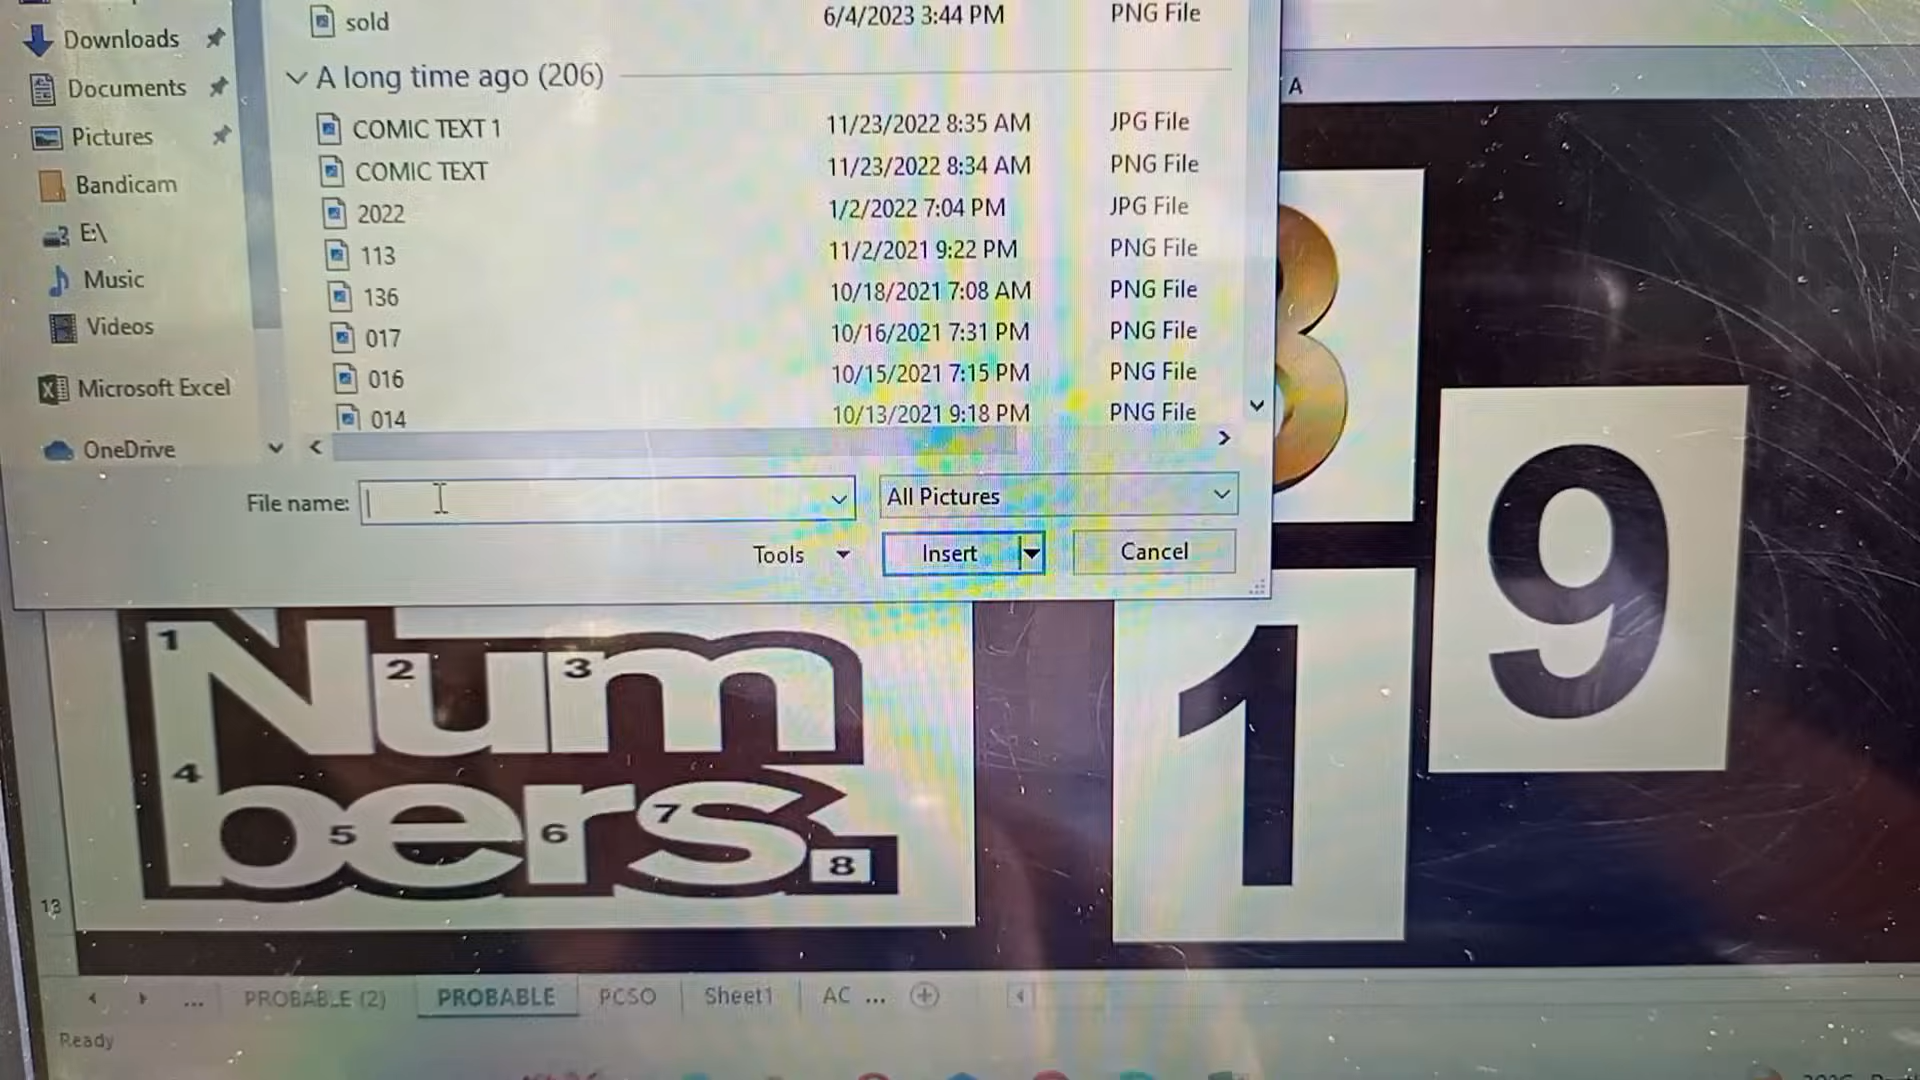 sold 6/4/2023 3:44 PM PNG File
Downloads
A long time ago (206)
A
Documents
COMIC TEXT 1 11/23/2022 8:35 AM JPG File
Pictures
COMIC TEXT 11/23/2022 8:34 AM PNG File
Bandicam
2022 1/2/2022 7:04 PM JPG File
E:\
113 11/2/2021 9:22 PM PNG File
Music
136 10/18/2021 7:08 AM PNG File
Videos
017 10/16/2021 7:31 PM PNG File
Microsoft Excel
016 10/15/2021 7:15 PM PNG File
014 10/13/2021 9:18 PM PNG File
OneDrive
File name: All Pictures
Tools Insert Cancel
9
1
1 2 3
Num
4 5 6 7 8
bers.
13
... PROBABLE (2) PROBABLE PCSO Sheet1 AC ...
Ready